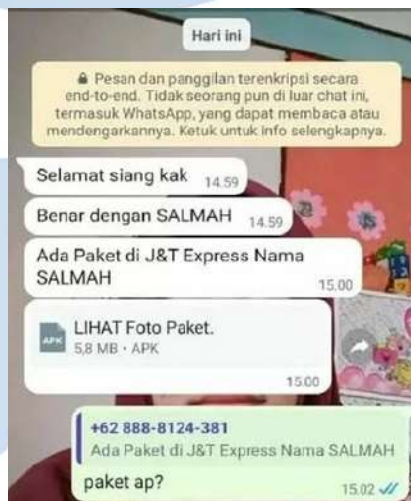 Hari ini
Pesan dan panggilan terenkripsi secara
end-to-end. Tidak seorang pun di luar chat ini,
termasuk WhatsApp, yang dapat membaca atau
mendengarkannya. Ketuk untuk info selengkapnya.
Selamat siang kak 14.59
Benar dengan SALMAH 14.59
Ada Paket di J&T Express Nama
SALMAH
15.00
APK
LIHAT Foto Paket.
5,8 MB • APK
15.00
+62 888-8124-381
Ada Paket di J&T Express Nama SALMAH
paket ap? 15.02